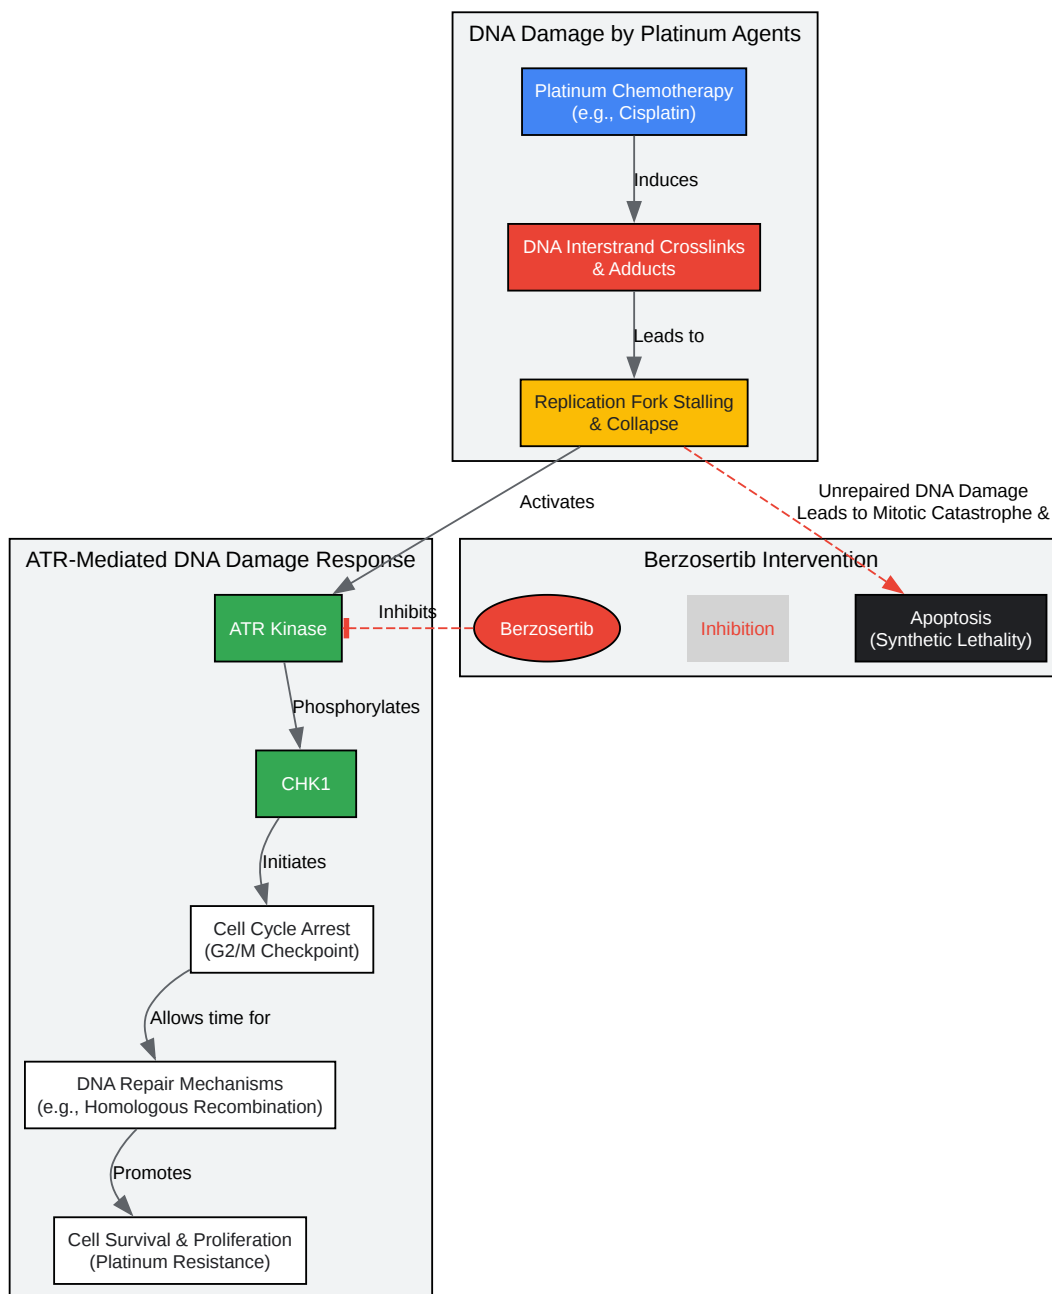 DNA Damage by Platinum Agents
Platinum Chemotherapy
(e.g., Cisplatin)
Induces
DNA Interstrand Crosslinks
& Adducts
Leads to
Replication Fork Stalling
& Collapse
Activates
Unrepaired DNA Damage
Leads to Mitotic Catastrophe &
ATR-Mediated DNA Damage Response
Berzosertib Intervention
ATR Kinase
Inhibits
Berzosertib
Inhibition
Apoptosis
(Synthetic Lethality)
Phosphorylates
CHK1
Initiates
Cell Cycle Arrest
(G2/M Checkpoint)
Allows time for
DNA Repair Mechanisms
(e.g., Homologous Recombination)
Promotes
Cell Survival & Proliferation
(Platinum Resistance)